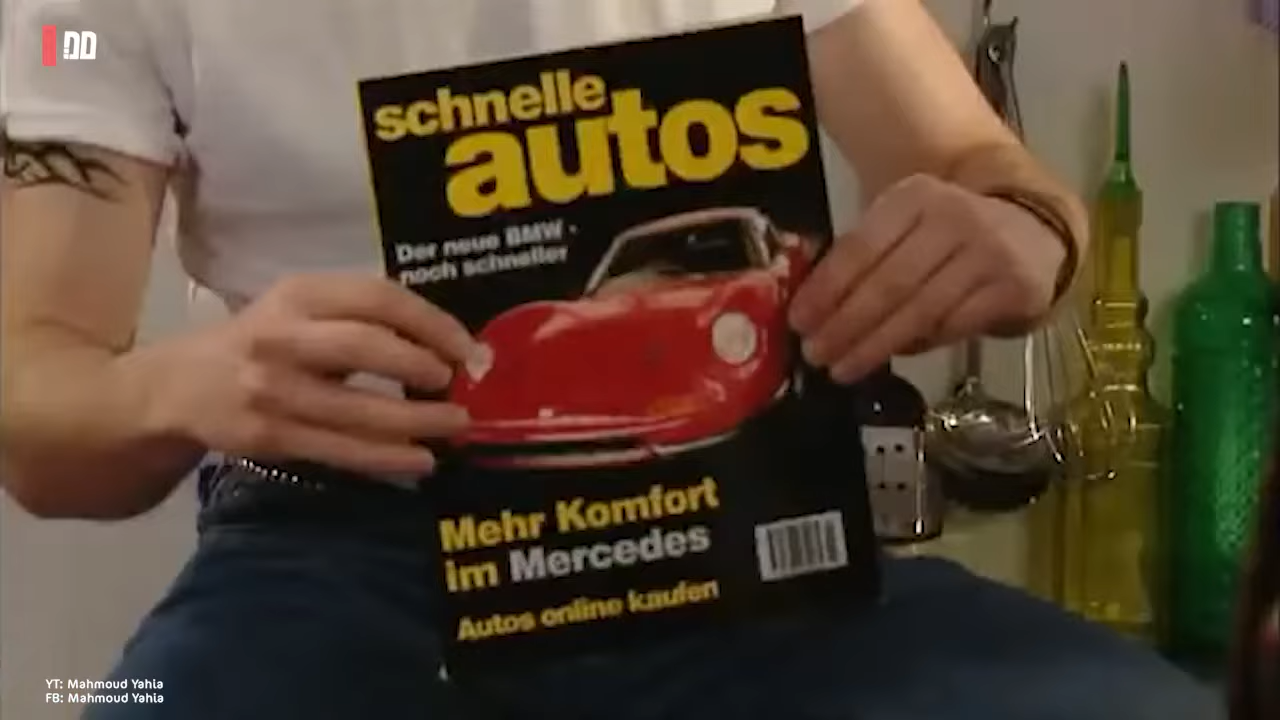 DD
schnelle
autos
Der neue BMW -
noch schneller
Mehr Komfort
im Mercedes
Autos online kaufen
YT: Mahmoud Yahia
FB: Mahmoud Yahia